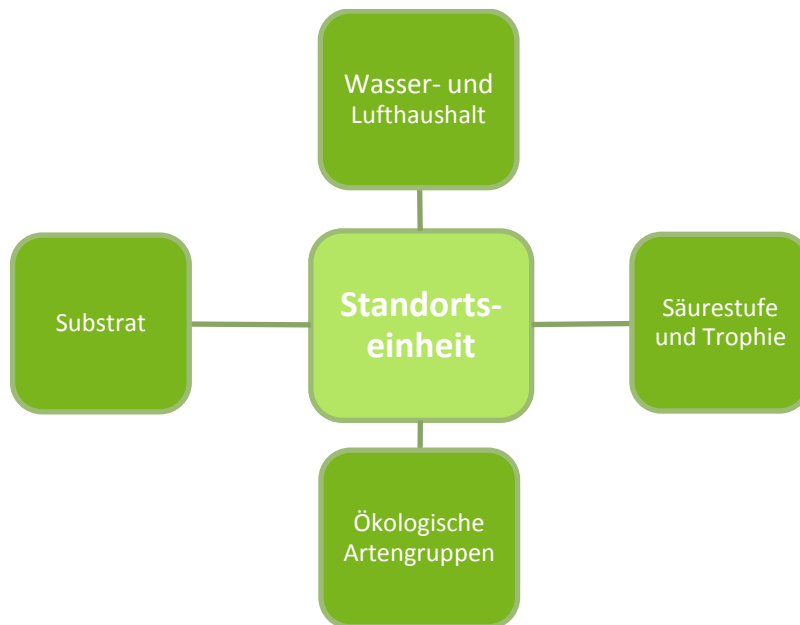 Wasser- und
Lufthaushalt
Substrat
Standorts-
einheit
Säurestufe
und Trophie
Ökologische
Artengruppen